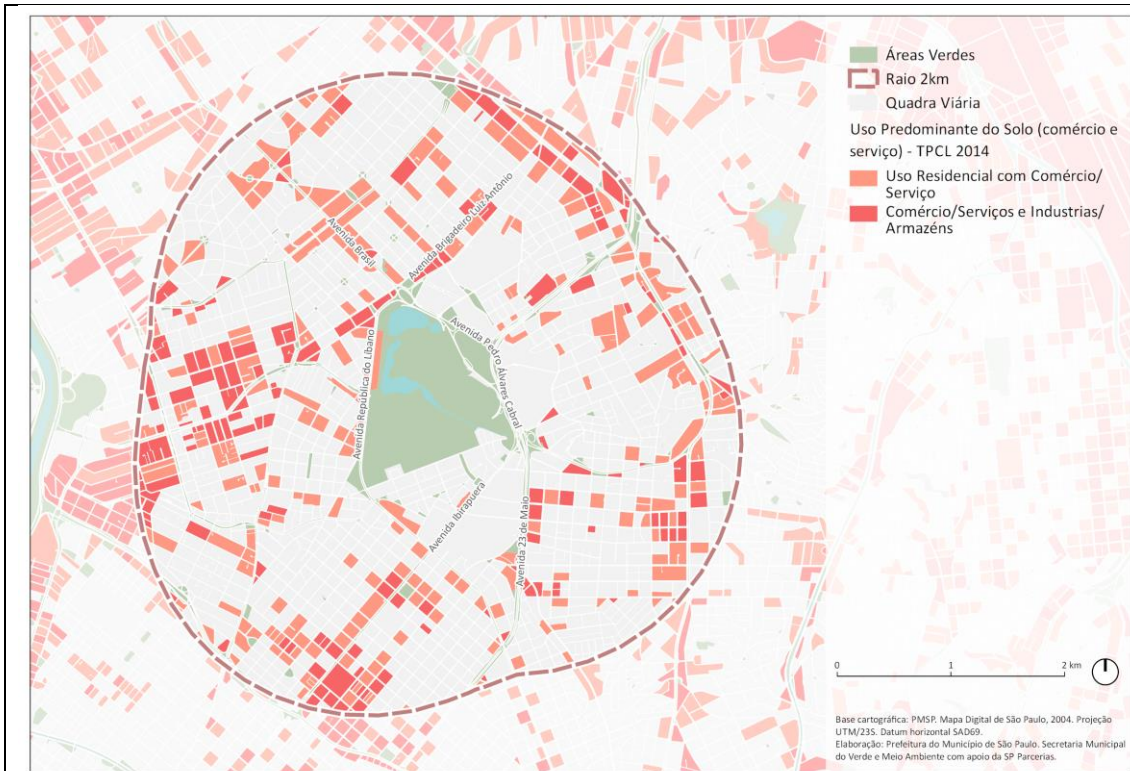 Áreas Verdes
Raio 2km
Quadra Viária
Uso Predominante do Solo (comércio e
serviço) - TPCL 2014
Uso Residencial com Comércio/
Serviço
Comércio/Serviços e Industrias/
Armazéns
Avenida Brigadeiro Luiz Antônio
Avenida Brasil
Avenida República do Líbano
Avenida Pedro Álvares Cabral
Avenida Ibirapuera
Avenida 23 de Maio
0 1 2 km
Base cartográfica: PMSP. Mapa Digital de São Paulo, 2004. Projeção
UTM/23S. Datum horizontal SAD69.
Elaboração: Prefeitura do Município de São Paulo. Secretaria Municipal
do Verde e Meio Ambiente com apoio da SP Parcerias.